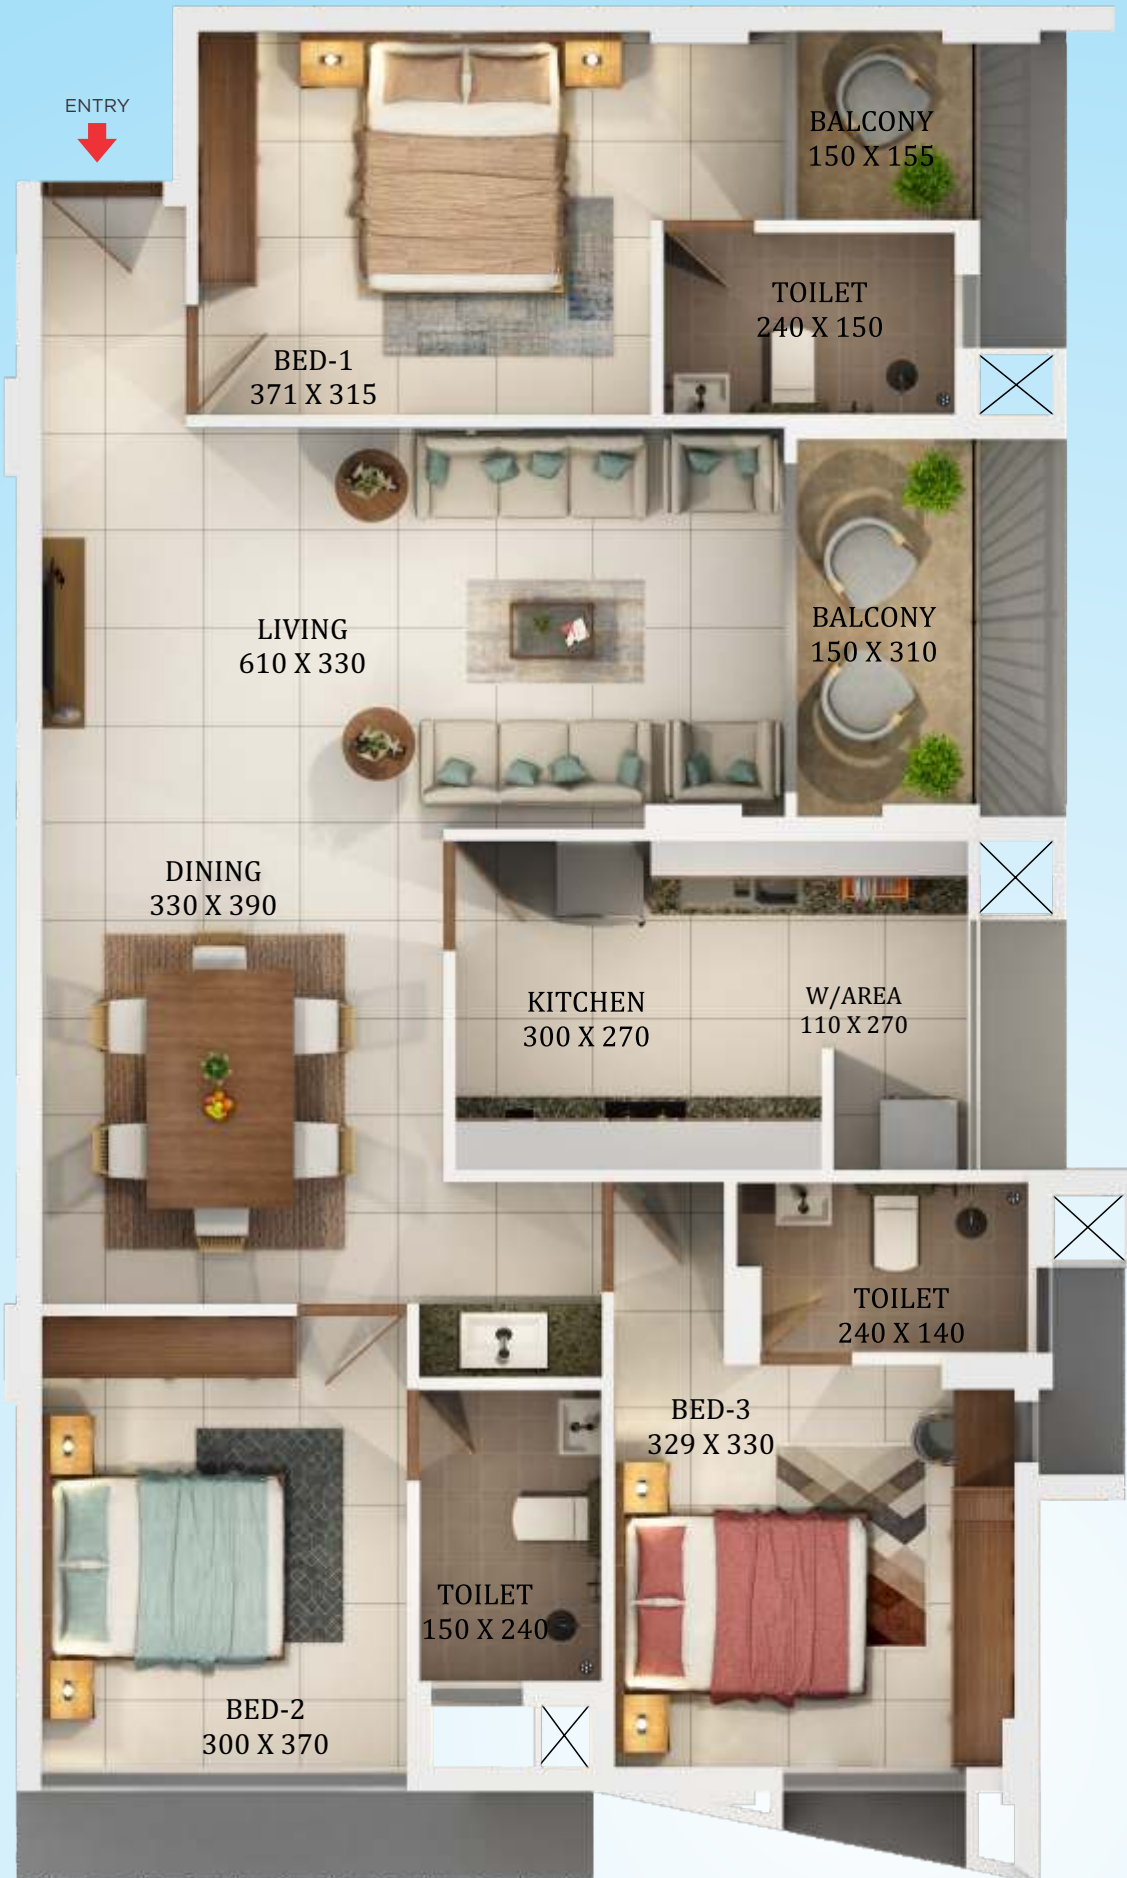 ENTRY
BALCONY
150 X 155
TOILET
240 X 150
BED-1
371 X 315
LIVING
610 X 330
BALCONY
150 X 310
DINING
330 X 390
KITCHEN
300 X 270
W/AREA
110 X 270
TOILET
240 X 140
BED-3
329 X 330
TOILET
150 X 240
BED-2
300 X 370